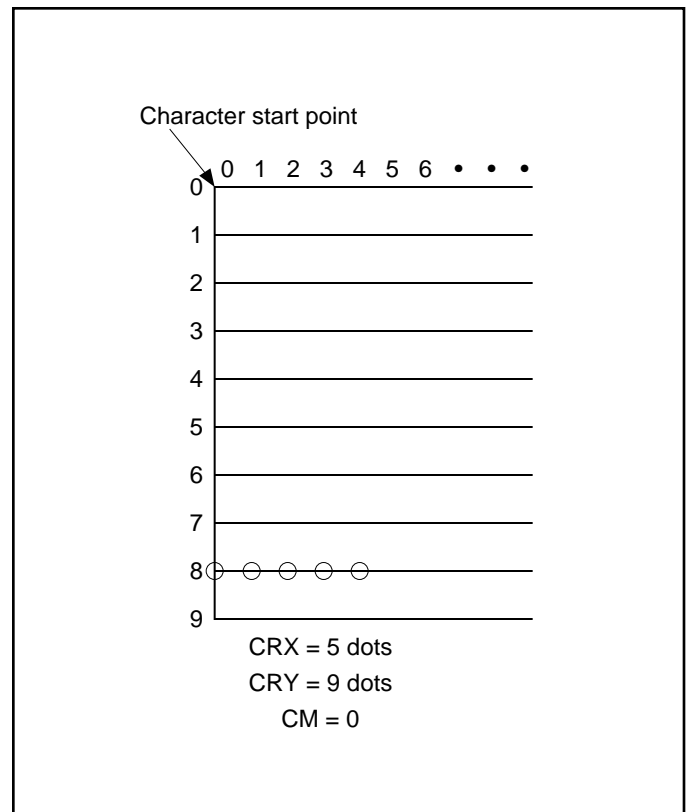 Character start point
0 1 2 3 4 5 6 • • •
0
1
2
3
4
5
6
7
8
9
CRX = 5 dots
CRY = 9 dots
CM = 0